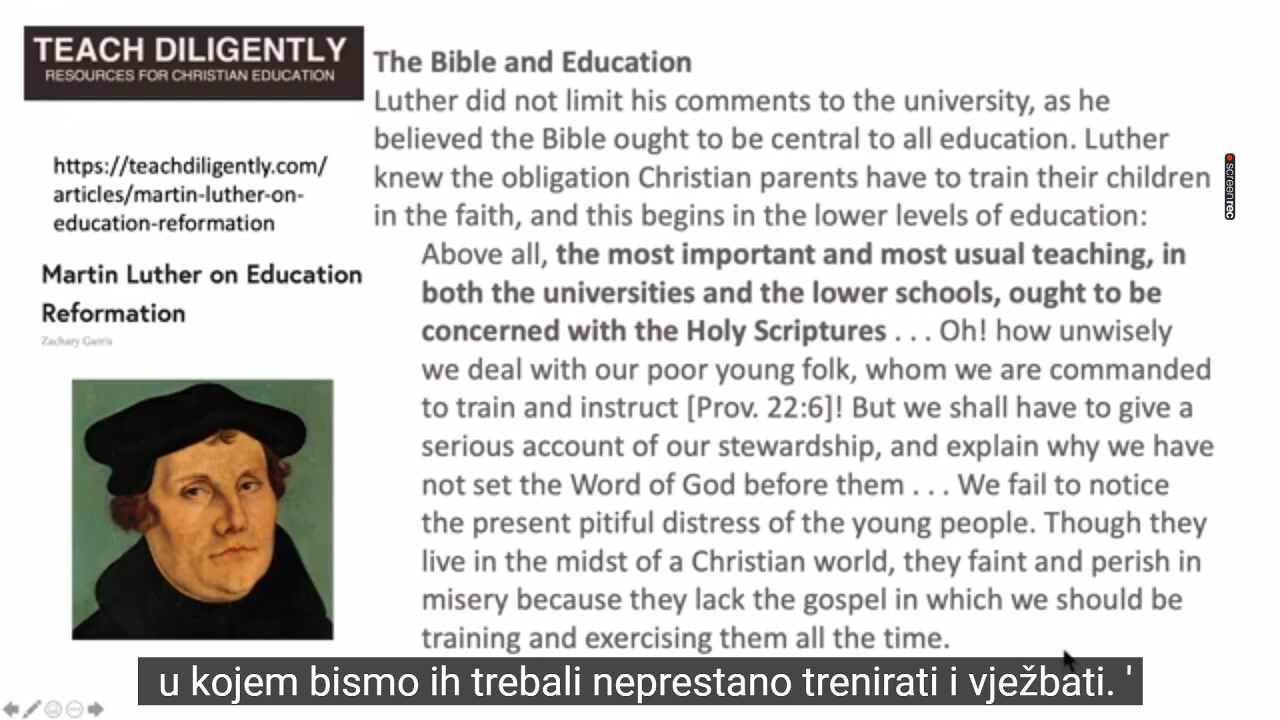 TEACH DILIGENTLY
RESOURCES FOR CHRISTIAN EDUCATION
https://teachdiligently.com/
articles/martin-luther-on-
education-reformation
Martin Luther on Education
Reformation
Zachary Garris
The Bible and Education
Luther did not limit his comments to the university, as he
believed the Bible ought to be central to all education. Luther
knew the obligation Christian parents have to train their children
in the faith, and this begins in the lower levels of education:
Above all, the most important and most usual teaching, in
both the universities and the lower schools, ought to be
concerned with the Holy Scriptures . . . Oh! how unwisely
we deal with our poor young folk, whom we are commanded
to train and instruct [Prov. 22:6]! But we shall have to give a
serious account of our stewardship, and explain why we have
not set the Word of God before them . . . We fail to notice
the present pitiful distress of the young people. Though they
live in the midst of a Christian world, they faint and perish in
misery because they lack the gospel in which we should be
training and exercising them all the time.
screenrec
u kojem bismo ih trebali neprestano trenirati i vježbati. '